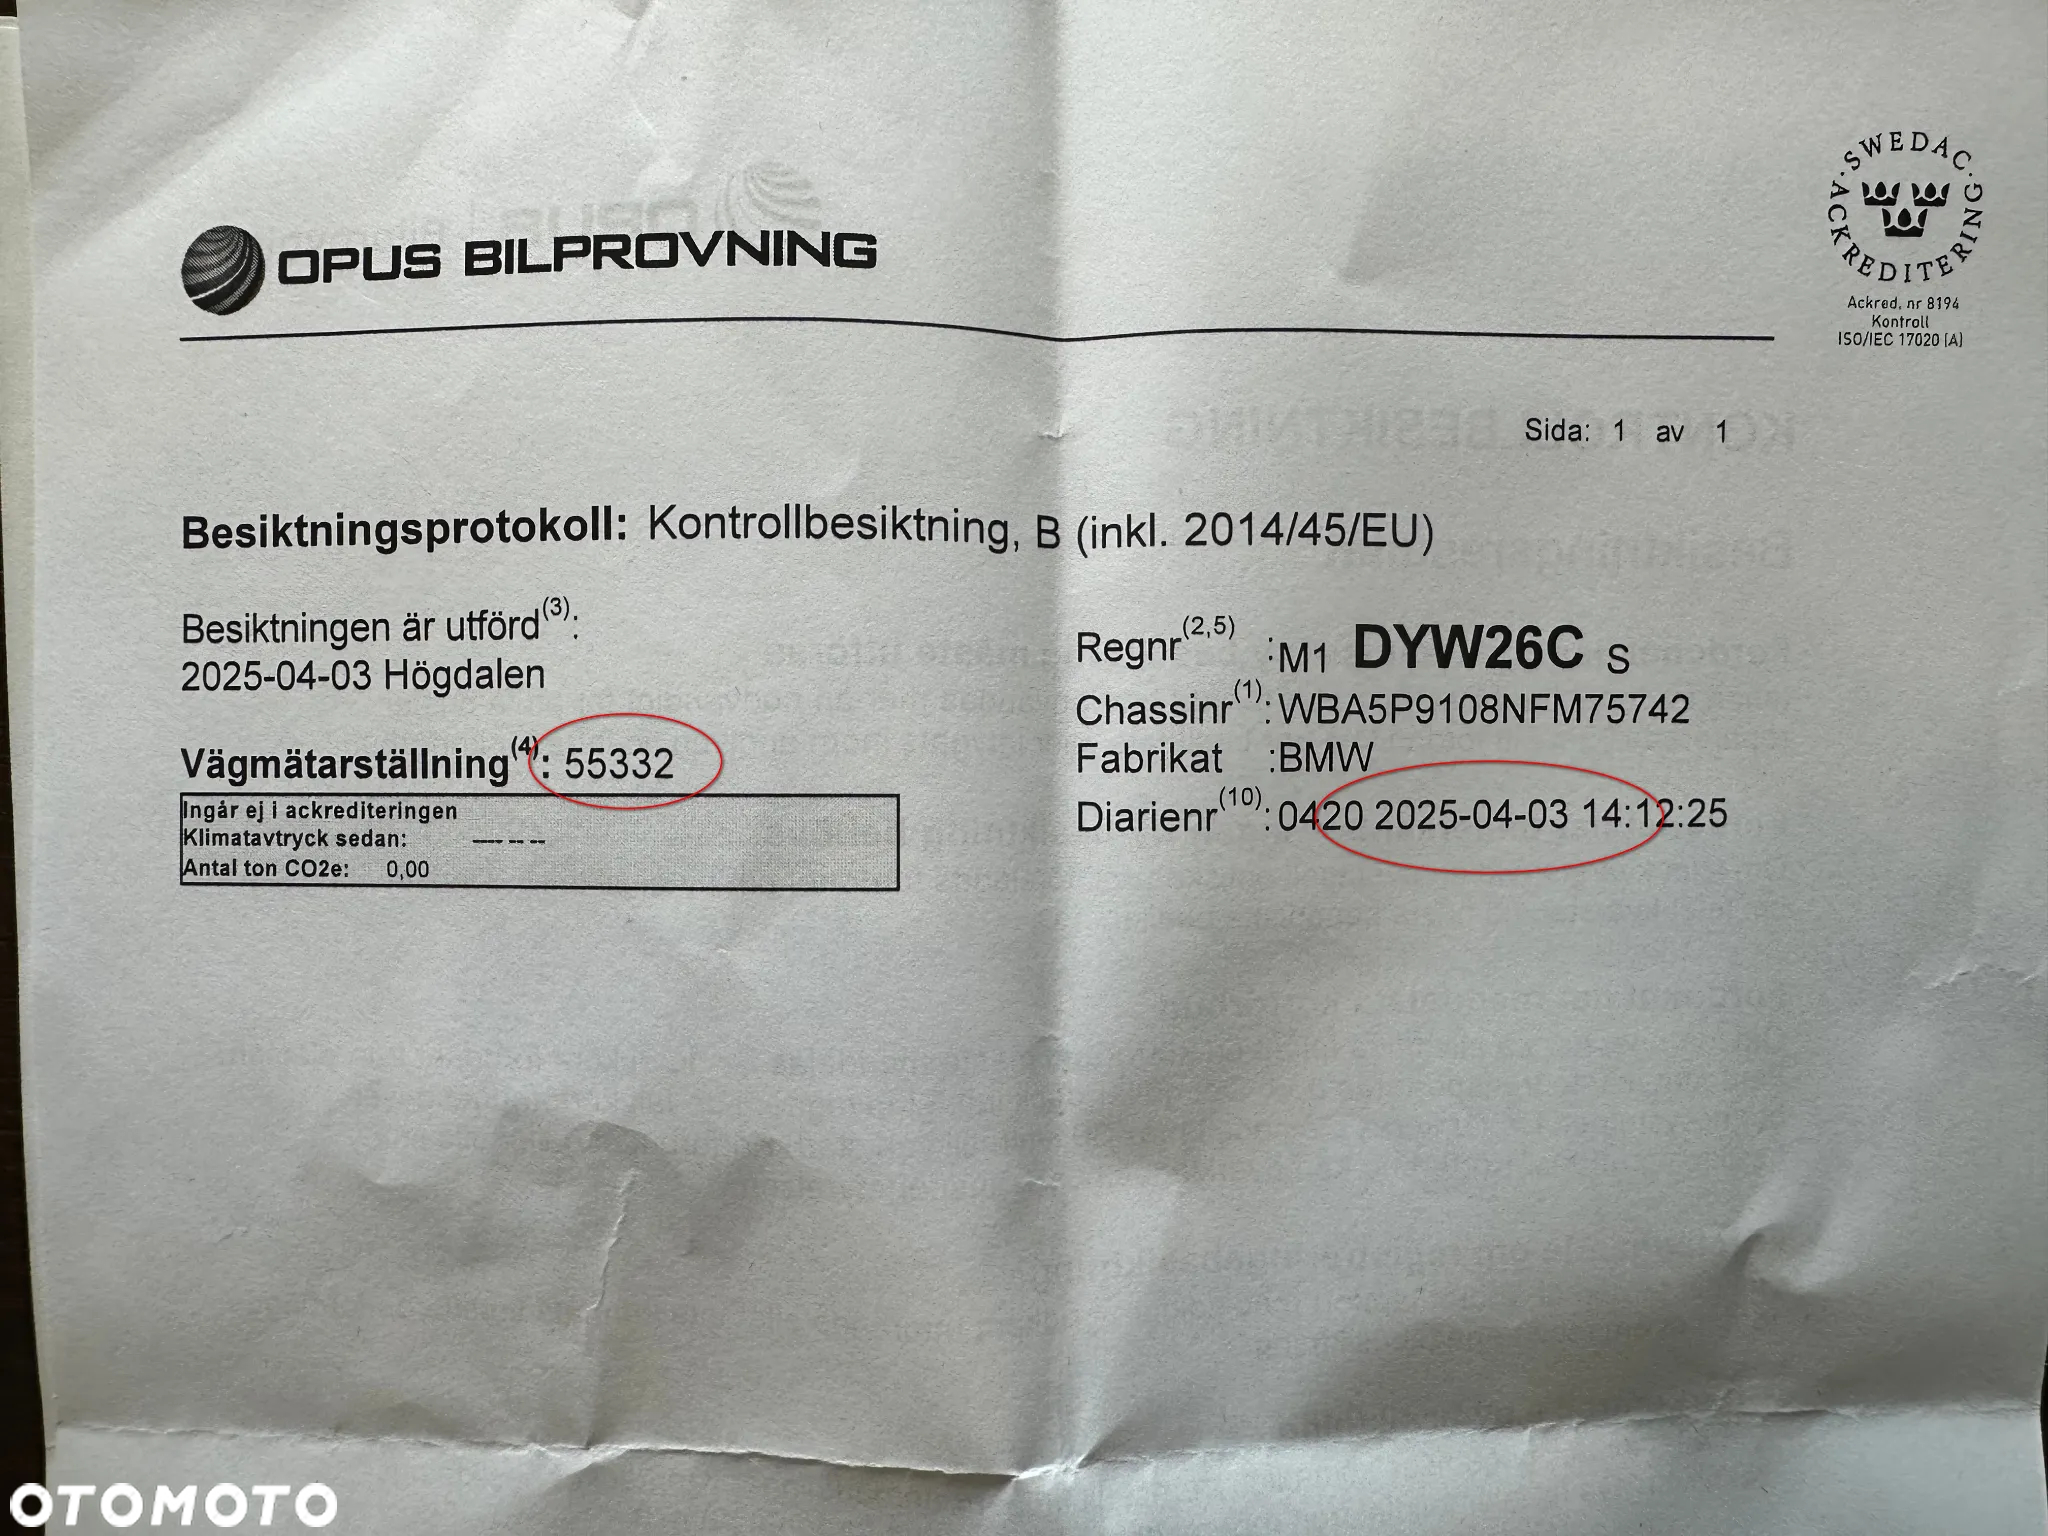 OPUS BILPROVNING
SWEDAC
ACKREDITERING
Ackred. nr 8194
Kontroll
ISO/IEC 17020 (A)
Sida: 1 av 1
Besiktningsprotokoll: Kontrollbesiktning, B (inkl. 2014/45/EU)
Besiktningen är utförd(3):
2025-04-03 Högdalen
Vägmätarställning(4): 55332
Ingår ej i ackrediteringen
Klimatavtryck sedan: ---- -- --
Antal ton CO2e: 0,00
Regnr(2,5) :M1 DYW26C S
Chassinr(1):WBA5P9108NFM75742
Fabrikat :BMW
Diarienr(10):0420 2025-04-03 14:12:25
OTOMOTO